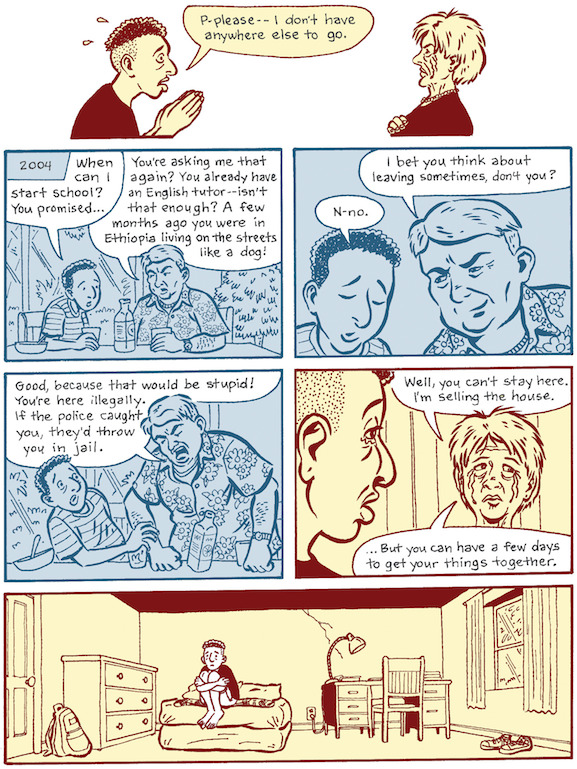 P-please-- I don't have
anywhere else to go.
2004
When
can I
start school?
You promised...
You're asking me that
again? You already have
an English tutor--isn't
that enough? A few
months ago you were in
Ethiopia living on the streets
like a dog!
I bet you think about
leaving sometimes, don't you?
N-no.
Good, because that would be stupid!
You're here illegally.
If the police caught
you, they'd throw
you in jail.
Well, you can't stay here.
I'm selling the house.
...But you can have a few days
to get your things together.